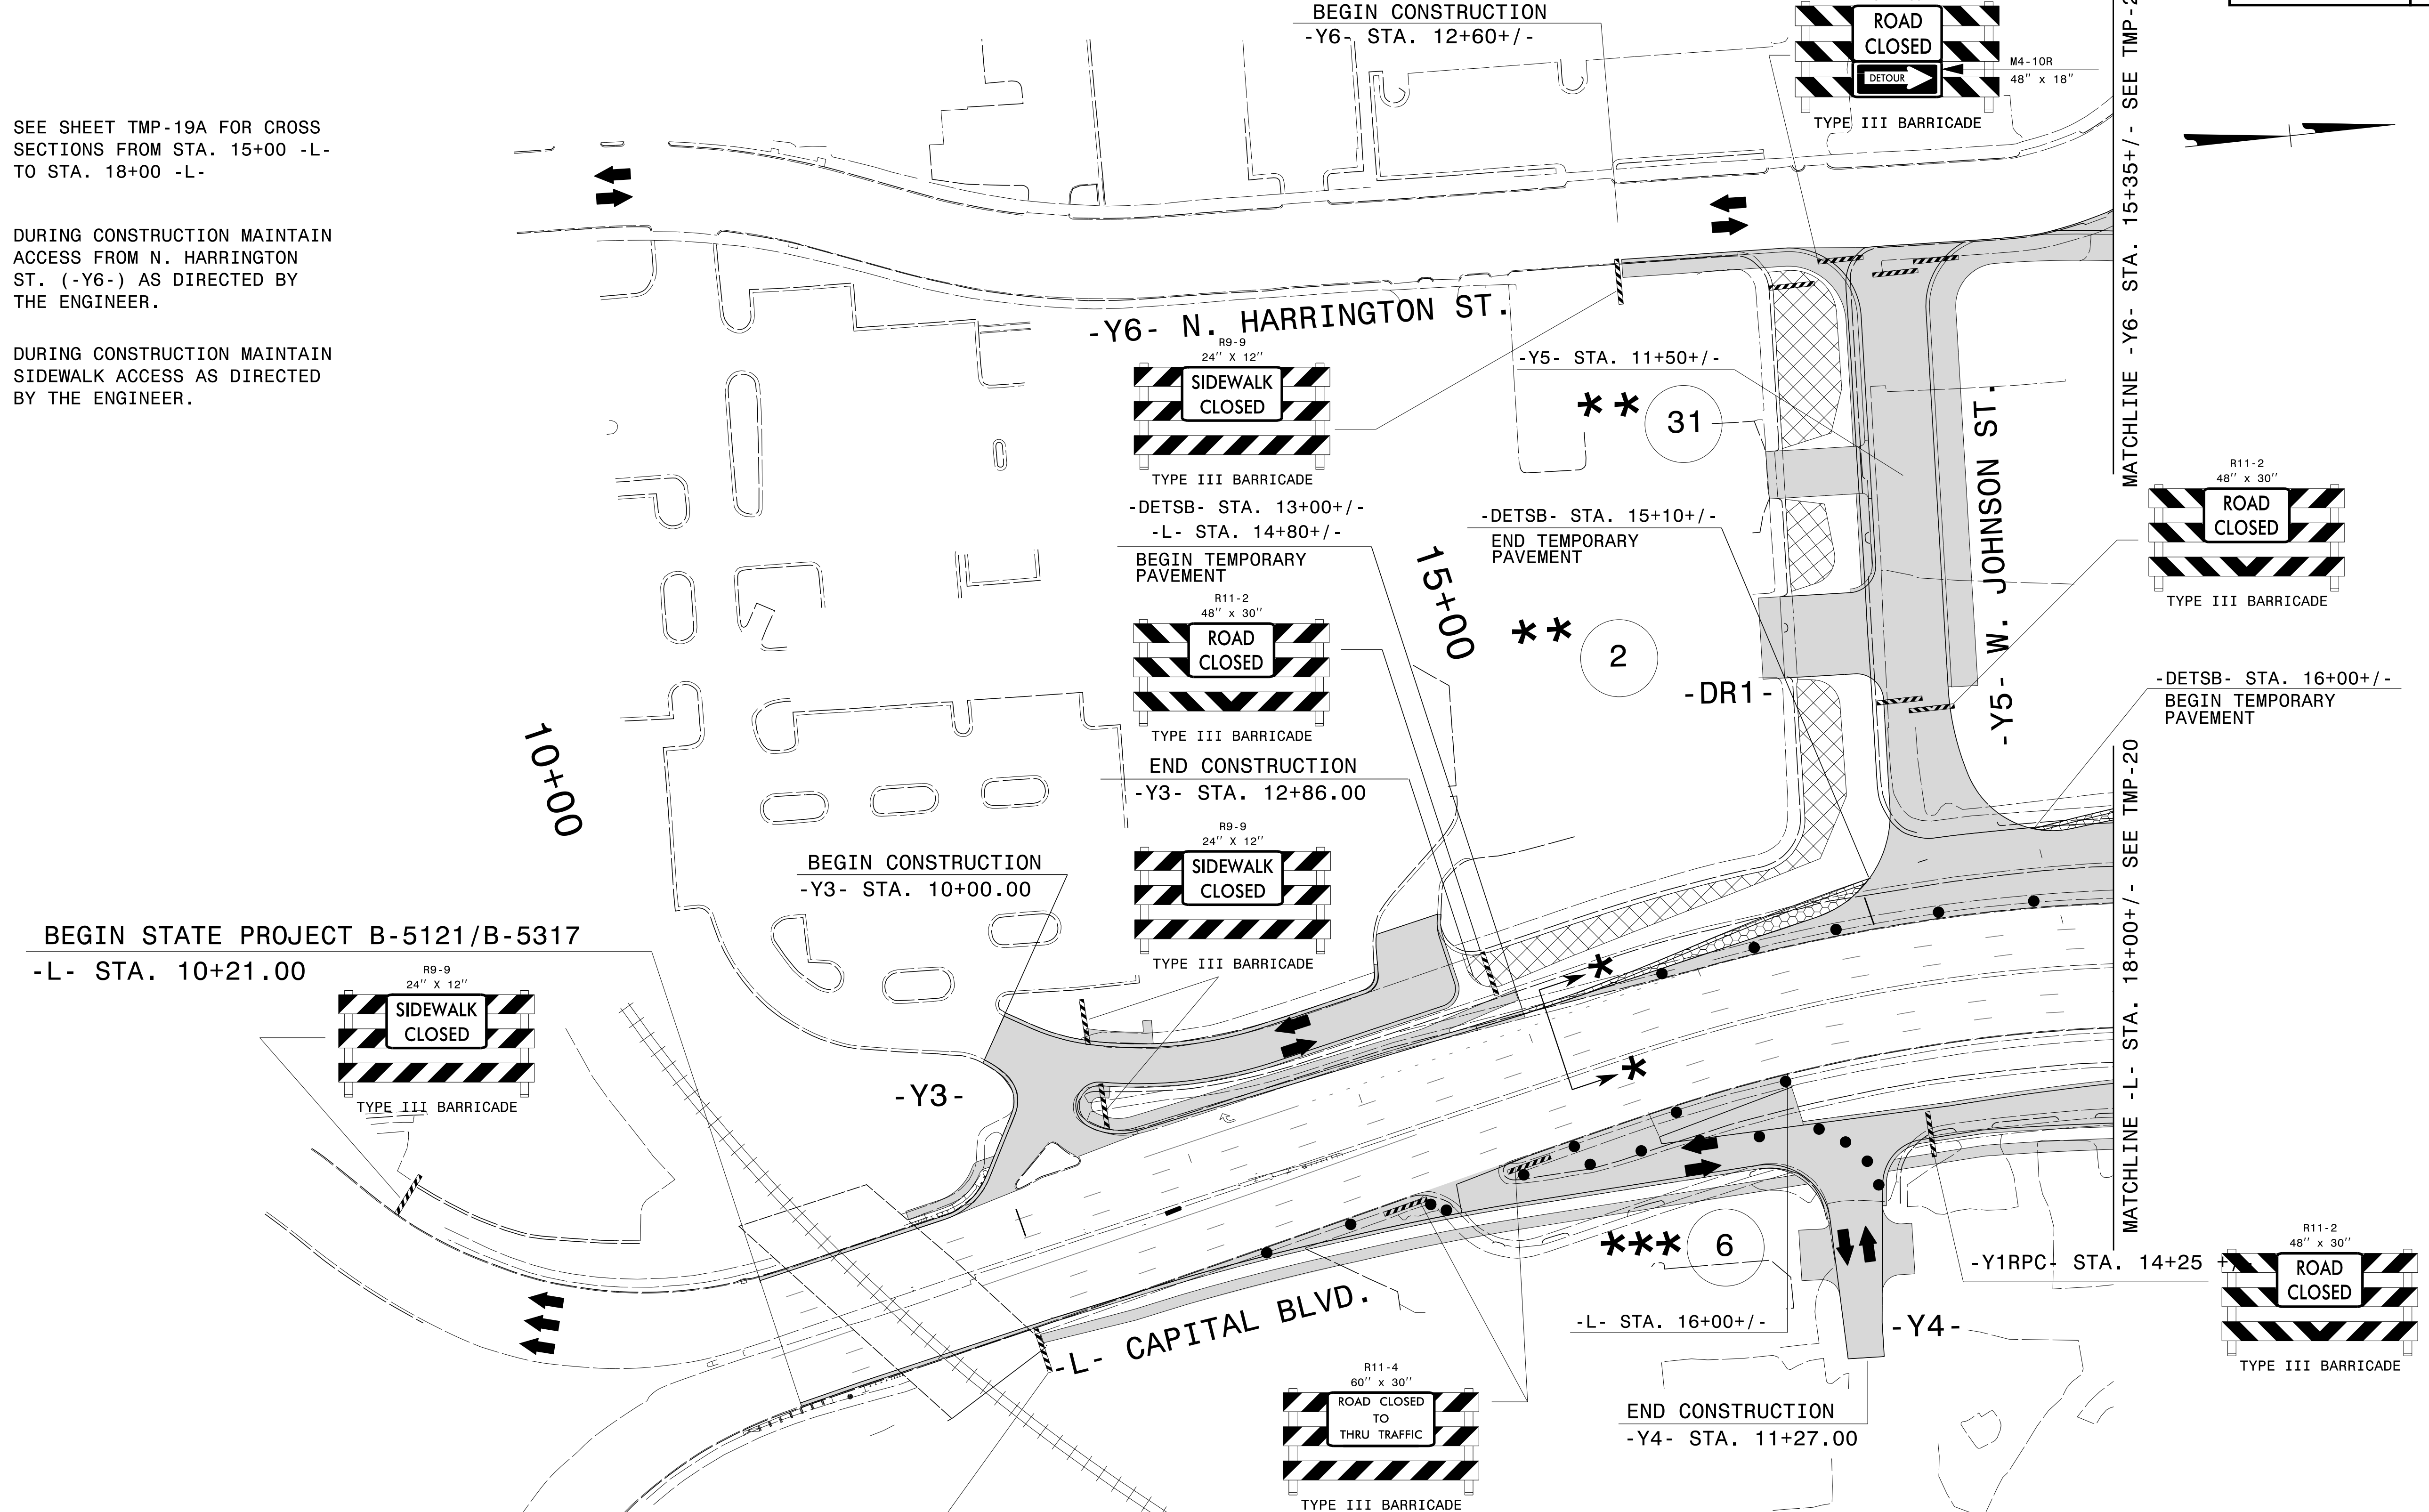 BEGIN CONSTRUCTION
-Y6- STA. 12+60+/-
ROAD
CLOSED
DETOUR
M4-10R
48" x 18"
TYPE III BARRICADE
MATCHLINE -Y6- STA. 15+35+/- SEE TMP-2
SEE SHEET TMP-19A FOR CROSS
SECTIONS FROM STA. 15+00 -L-
TO STA. 18+00 -L-
DURING CONSTRUCTION MAINTAIN
ACCESS FROM N. HARRINGTON
ST. (-Y6-) AS DIRECTED BY
THE ENGINEER.
DURING CONSTRUCTION MAINTAIN
SIDEWALK ACCESS AS DIRECTED
BY THE ENGINEER.
-Y6- N. HARRINGTON ST.
R9-9
24" X 12"
SIDEWALK
CLOSED
TYPE III BARRICADE
-Y5- STA. 11+50+/-
** 31
-Y5- W. JOHNSON ST.
R11-2
48" x 30"
ROAD
CLOSED
TYPE III BARRICADE
-DETSB- STA. 13+00+/-
-L- STA. 14+80+/-
BEGIN TEMPORARY
PAVEMENT
15+00
-DETSB- STA. 15+10+/-
END TEMPORARY
PAVEMENT
R11-2
48" x 30"
ROAD
CLOSED
TYPE III BARRICADE
** 2
-DR1-
-DETSB- STA. 16+00+/-
BEGIN TEMPORARY
PAVEMENT
10+00
END CONSTRUCTION
-Y3- STA. 12+86.00
MATCHLINE -L- STA. 18+00+/- SEE TMP-20
R9-9
24" X 12"
SIDEWALK
CLOSED
TYPE III BARRICADE
BEGIN CONSTRUCTION
-Y3- STA. 10+00.00
BEGIN STATE PROJECT B-5121/B-5317
-L- STA. 10+21.00
R9-9
24" X 12"
SIDEWALK
CLOSED
TYPE III BARRICADE
*
*
-Y3-
*** 6
-Y1RPC- STA. 14+25
R11-2
48" x 30"
ROAD
CLOSED
TYPE III BARRICADE
-L- CAPITAL BLVD.
-L- STA. 16+00+/-
-Y4-
R11-4
60" x 30"
ROAD CLOSED
TO
THRU TRAFFIC
TYPE III BARRICADE
END CONSTRUCTION
-Y4- STA. 11+27.00